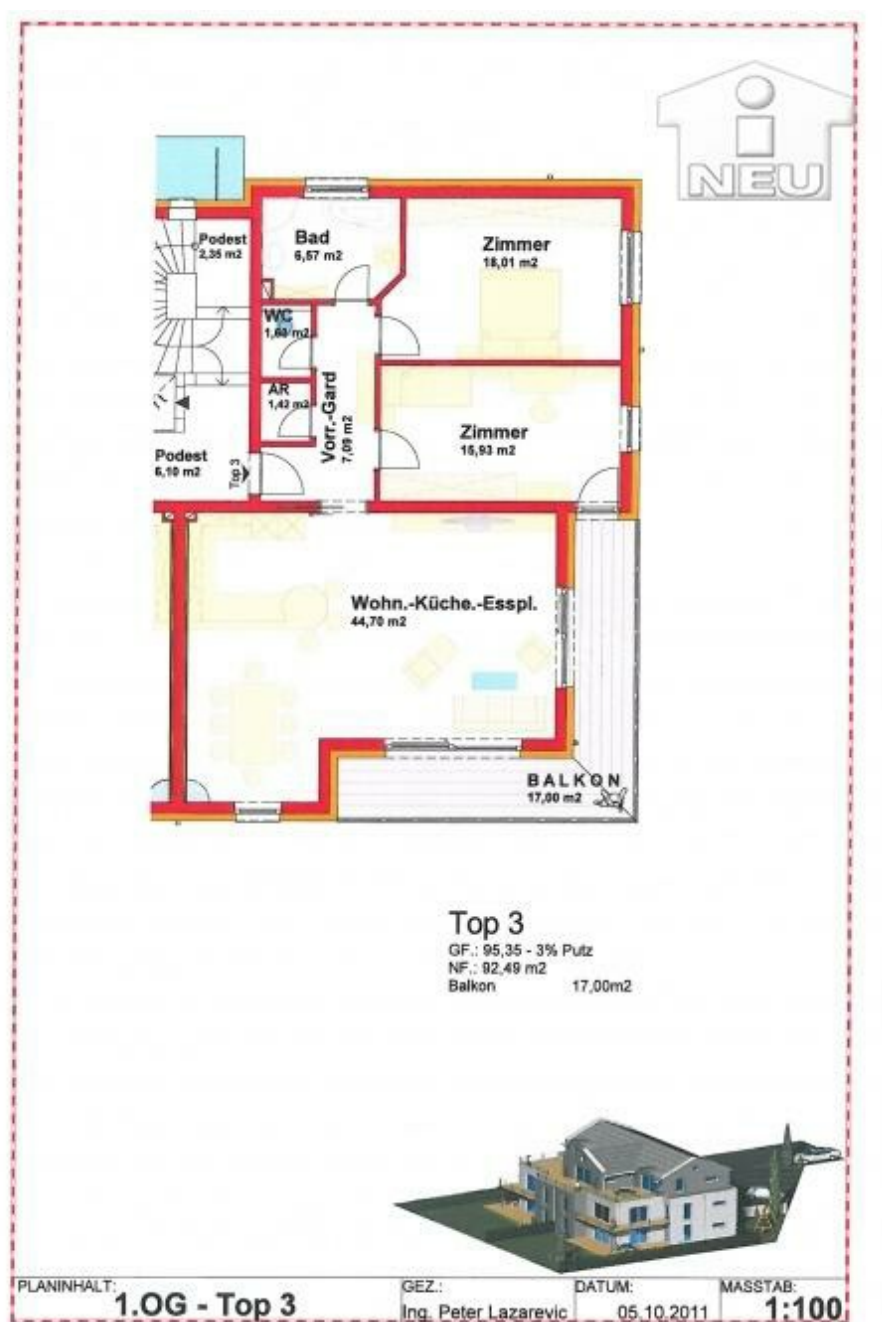 NEU
Podest
2,35 m2
Bad
6,57 m2
Zimmer
18,01 m2
WC
1,63 m2
AR
1,42 m2
Vorr.-Gard
7,09 m2
Zimmer
15,93 m2
Podest
6,10 m2
Top 3
Wohn.-Küche.-Esspl.
44,70 m2
BALKON
17,00 m2
Top 3
GF.: 95,35 - 3% Putz
NF.: 92,49 m2
Balkon 17,00m2
PLANINHALT: GEZ.: DATUM: MASSTAB:
1.OG - Top 3 Ing. Peter Lazarevic 05.10.2011 1:100